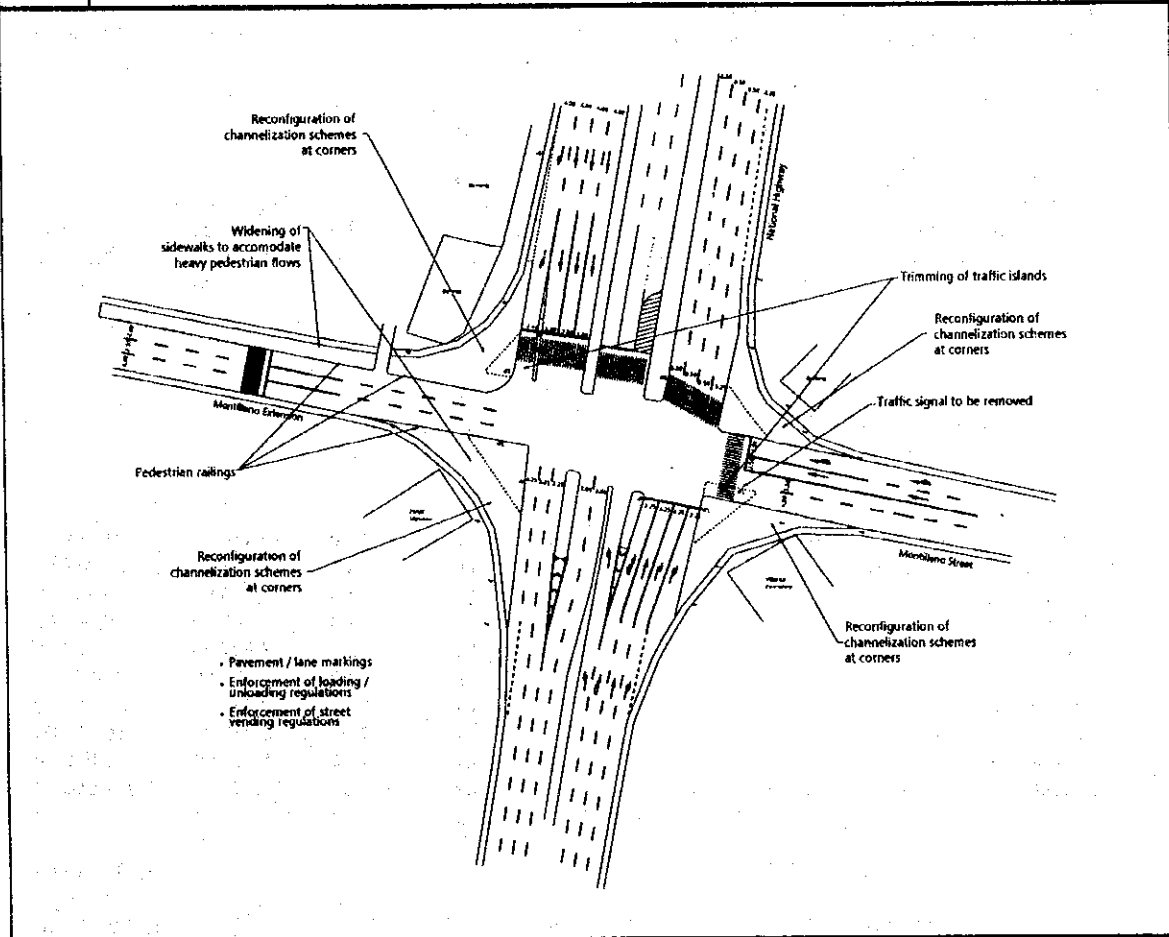 Reconfiguration of
channelization schemes
at corners
Widening of
sidewalks to accomodate
heavy pedestrian flows
National Highway
Trimming of traffic islands
Reconfiguration of
channelization schemes
at corners
Traffic signal to be removed
Montillano Extension
Pedestrian railings
Montillano Street
Reconfiguration of
channelization schemes
at corners
Reconfiguration of
channelization schemes
at corners
• Pavement / lane markings
• Enforcement of loading /
unloading regulations
• Enforcement of street
vending regulations